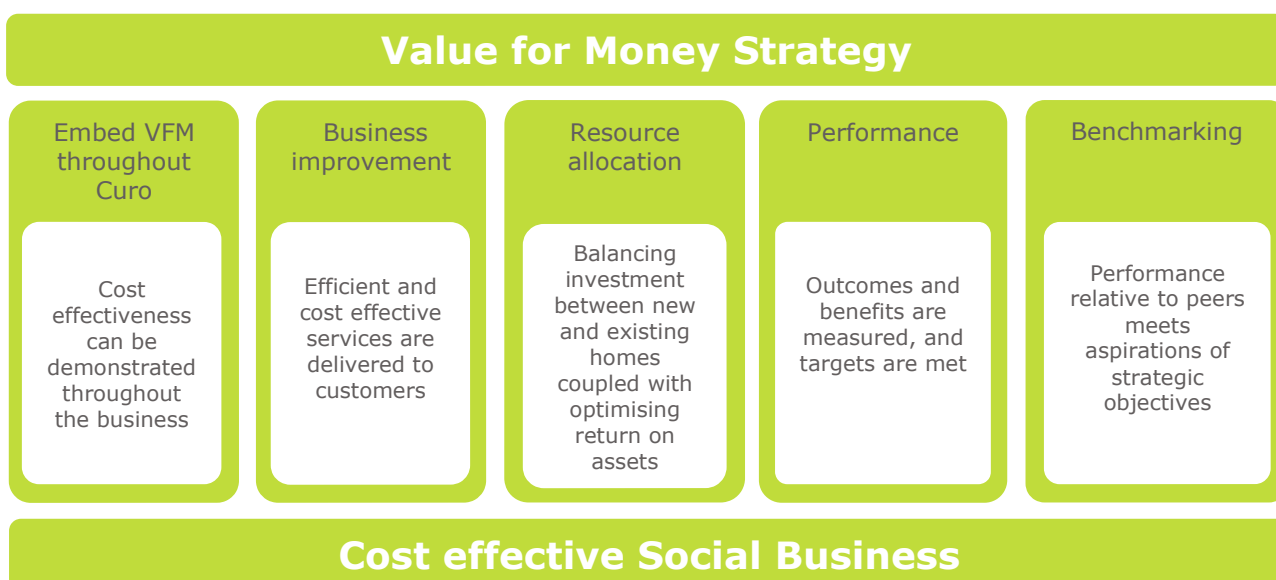 Value for Money Strategy
Embed VFM
throughout
Curo
Cost
effectiveness
can be
demonstrated
throughout
the business
Business
improvement
Efficient and
cost effective
services are
delivered to
customers
Resource
allocation
Balancing
investment
between new
and existing
homes
coupled with
optimising
return on
assets
Performance
Outcomes and
benefits are
measured, and
targets are met
Benchmarking
Performance
relative to peers
meets
aspirations of
strategic
objectives
Cost effective Social Business